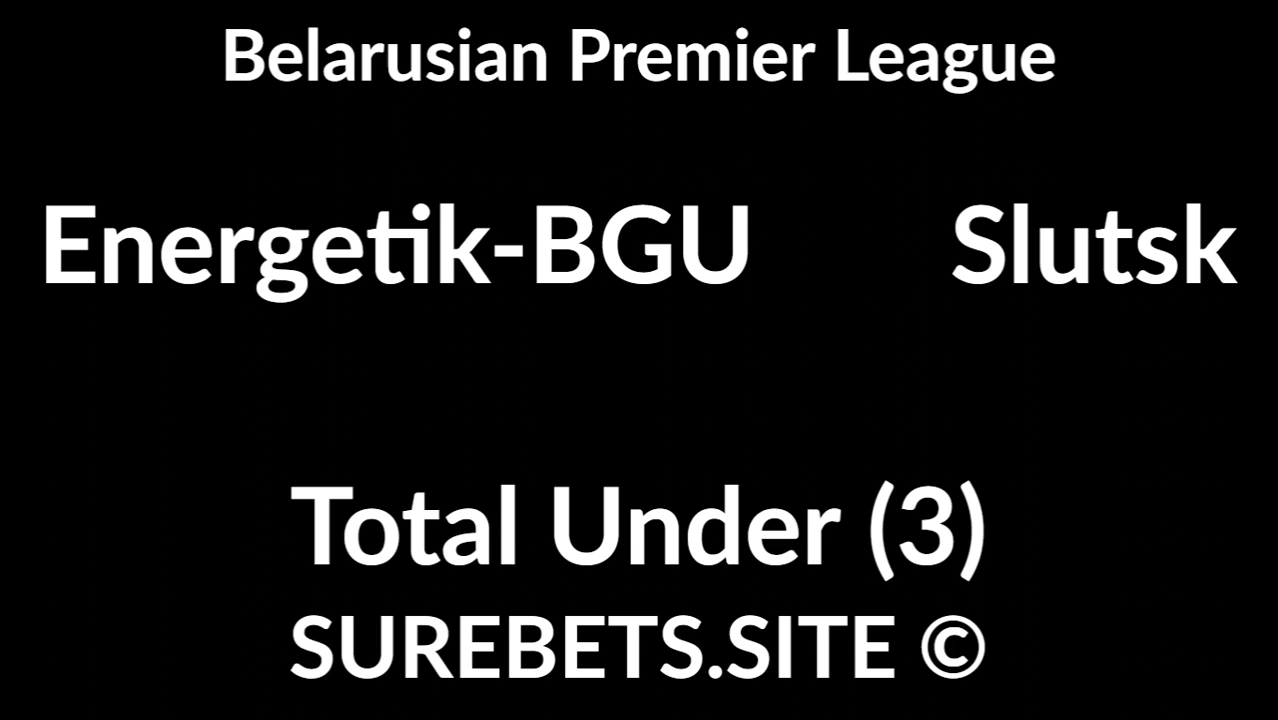 Belarusian Premier League
Energetik-BGU Slutsk
Total Under (3)
SUREBETS.SITE ©